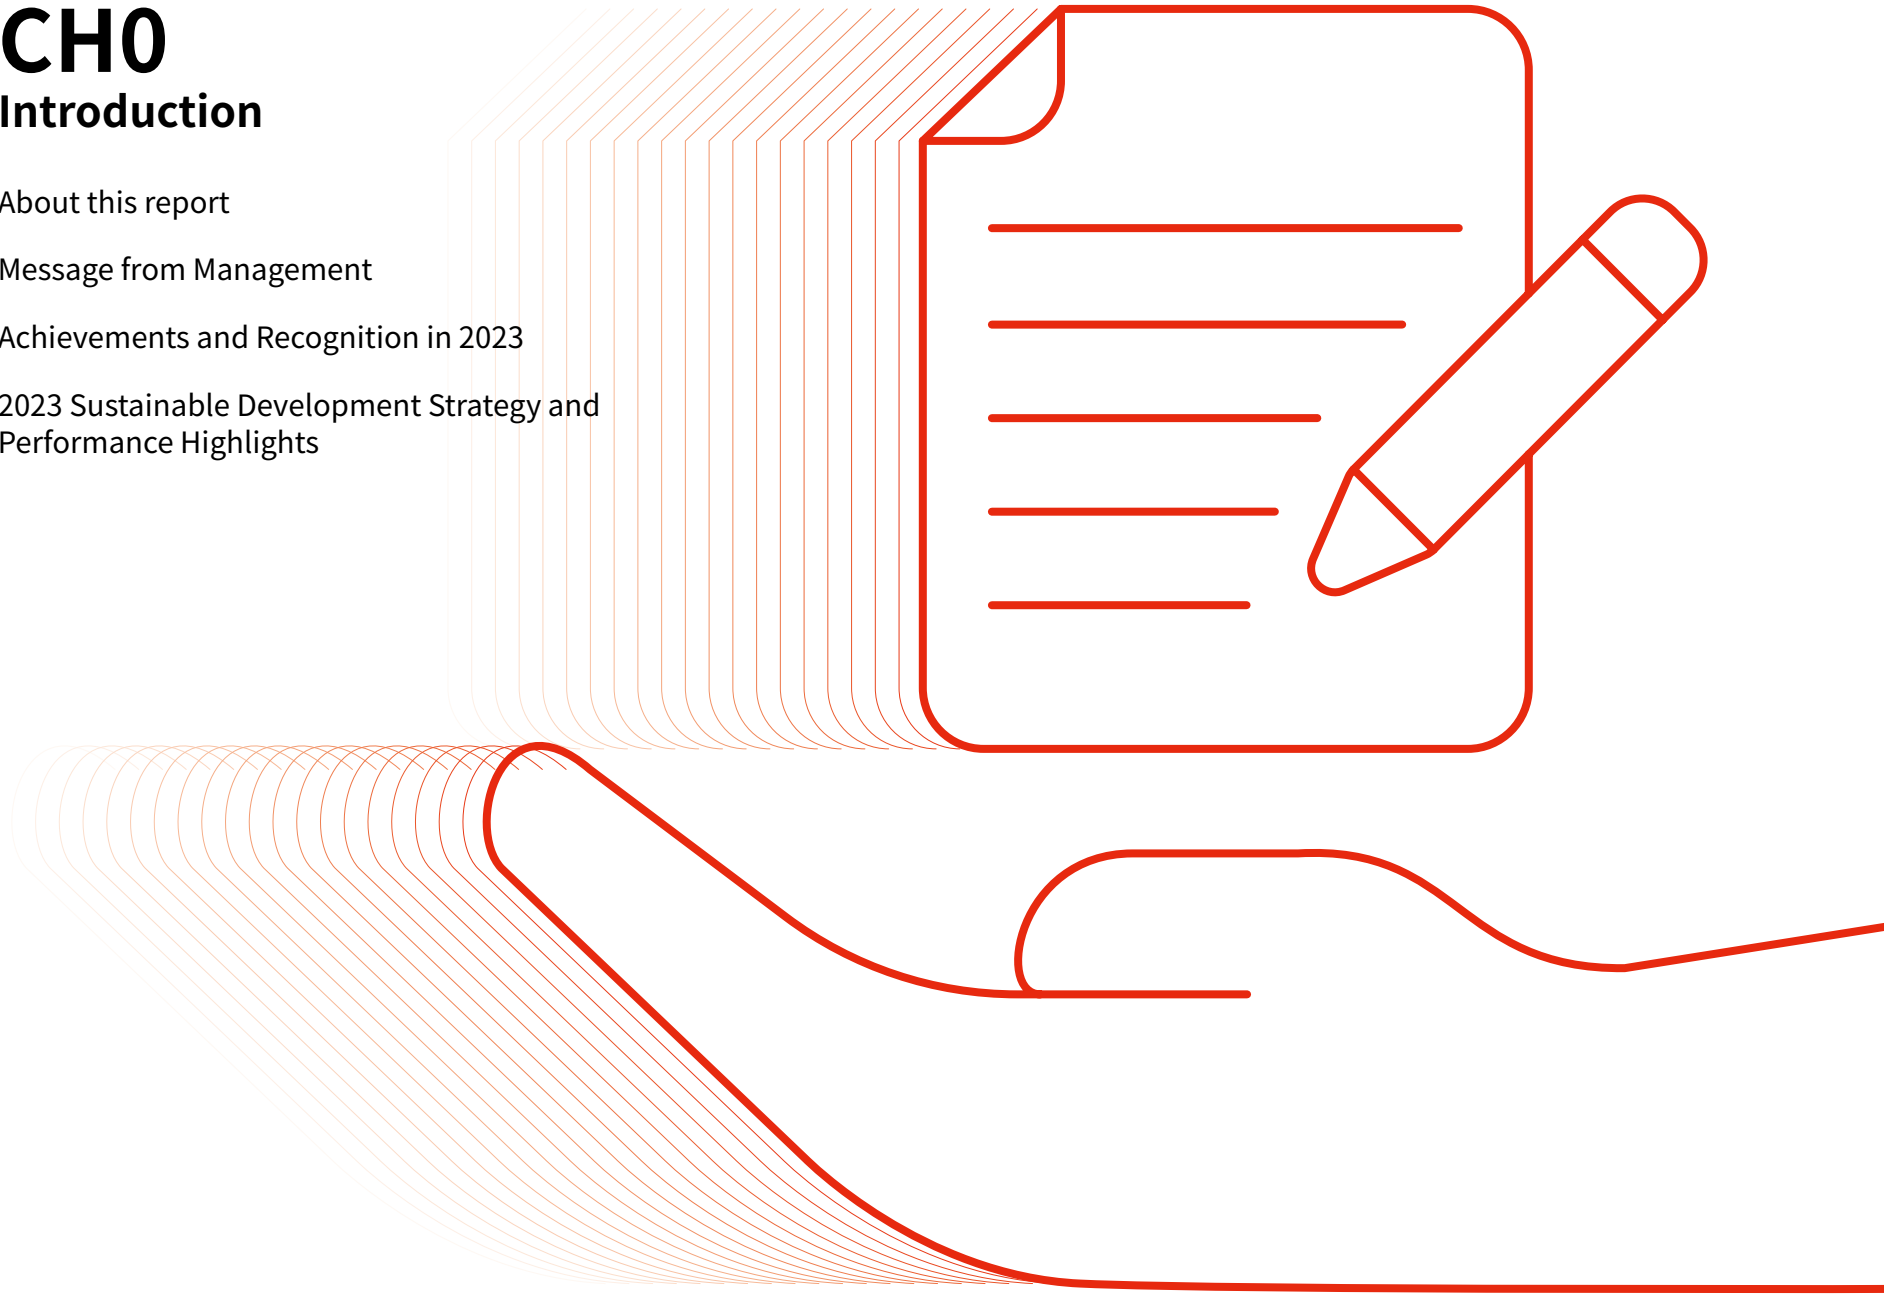 CH0
Introduction
About this report
Message from Management
Achievements and Recognition in 2023
2023 Sustainable Development Strategy and
Performance Highlights